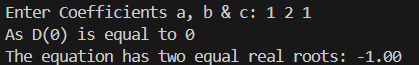 Enter Coefficients a, b & c: 1 2 1
As D(0) is equal to 0
The equation has two equal real roots: -1.00